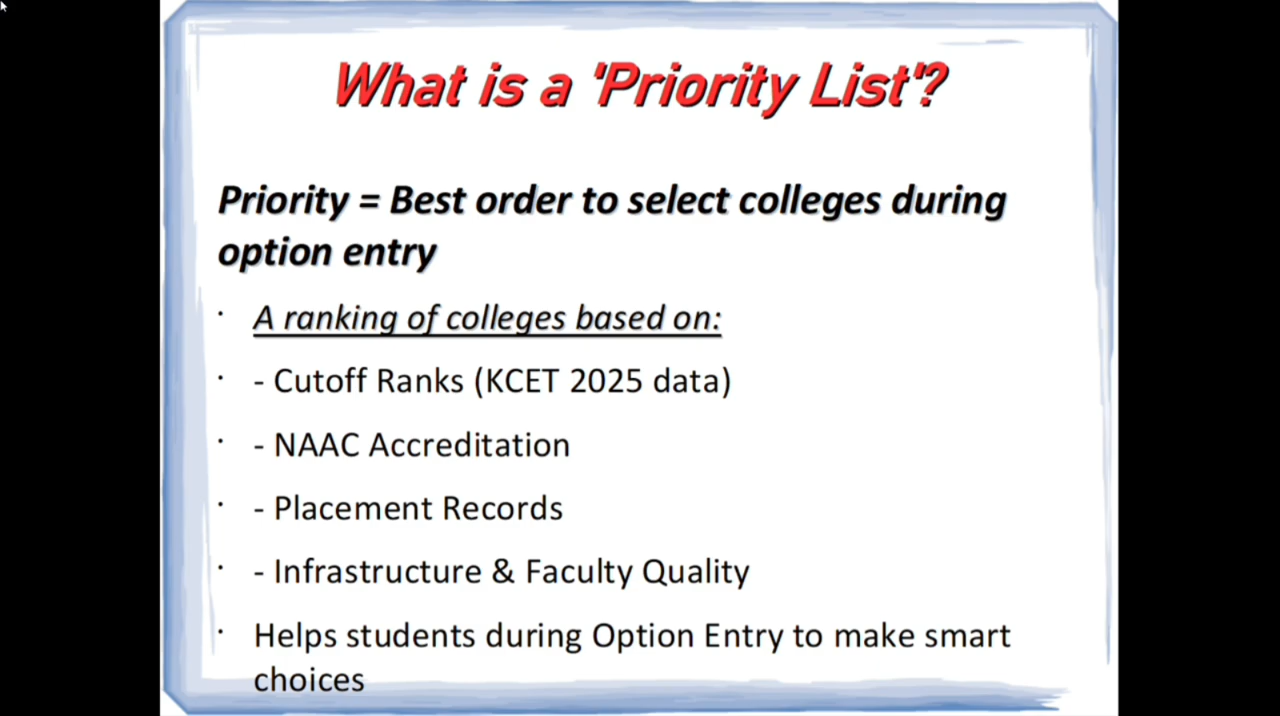 What is a 'Priority List'?
Priority = Best order to select colleges during
option entry
· A ranking of colleges based on:
· - Cutoff Ranks (KCET 2025 data)
· - NAAC Accreditation
· - Placement Records
· - Infrastructure & Faculty Quality
· Helps students during Option Entry to make smart
choices